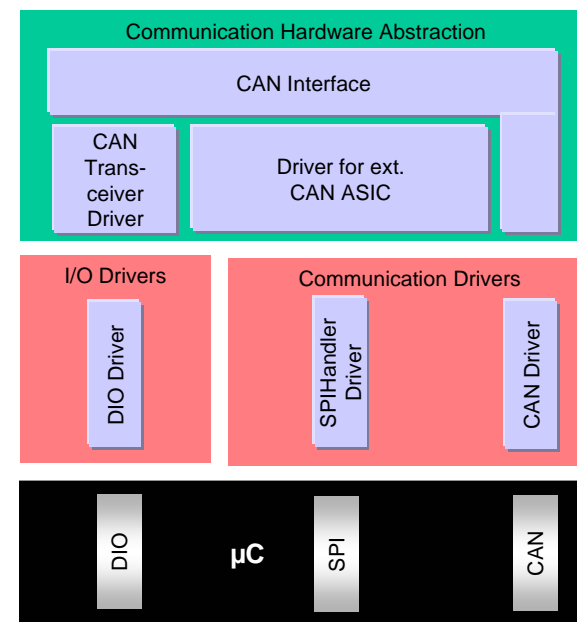 Communication Hardware Abstraction
CAN Interface
CAN
Trans-
ceiver
Driver
Driver for ext.
CAN ASIC
I/O Drivers
Communication Drivers
DIO Driver
SPIHandler
Driver
CAN Driver
DIO
µC
SPI
CAN